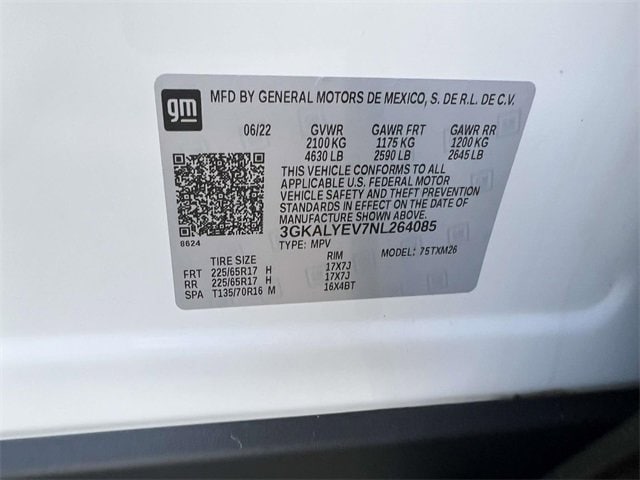 gm
MFD BY GENERAL MOTORS DE MEXICO, S. DE R.L. DE C.V.
06/22 GVWR GAWR FRT GAWR RR
2100 KG 1175 KG 1200 KG
4630 LB 2590 LB 2645 LB
THIS VEHICLE CONFORMS TO ALL
APPLICABLE U.S. FEDERAL MOTOR
VEHICLE SAFETY AND THEFT PREVENTION
STANDARDS IN EFFECT ON THE DATE OF
MANUFACTURE SHOWN ABOVE.
3GKALYEV7NL264085
8624
TYPE: MPV MODEL: 75TXM26
TIRE SIZE RIM
FRT 225/65R17 H 17X7J
RR 225/65R17 H 17X7J
SPA T135/70R16 M 16X4BT